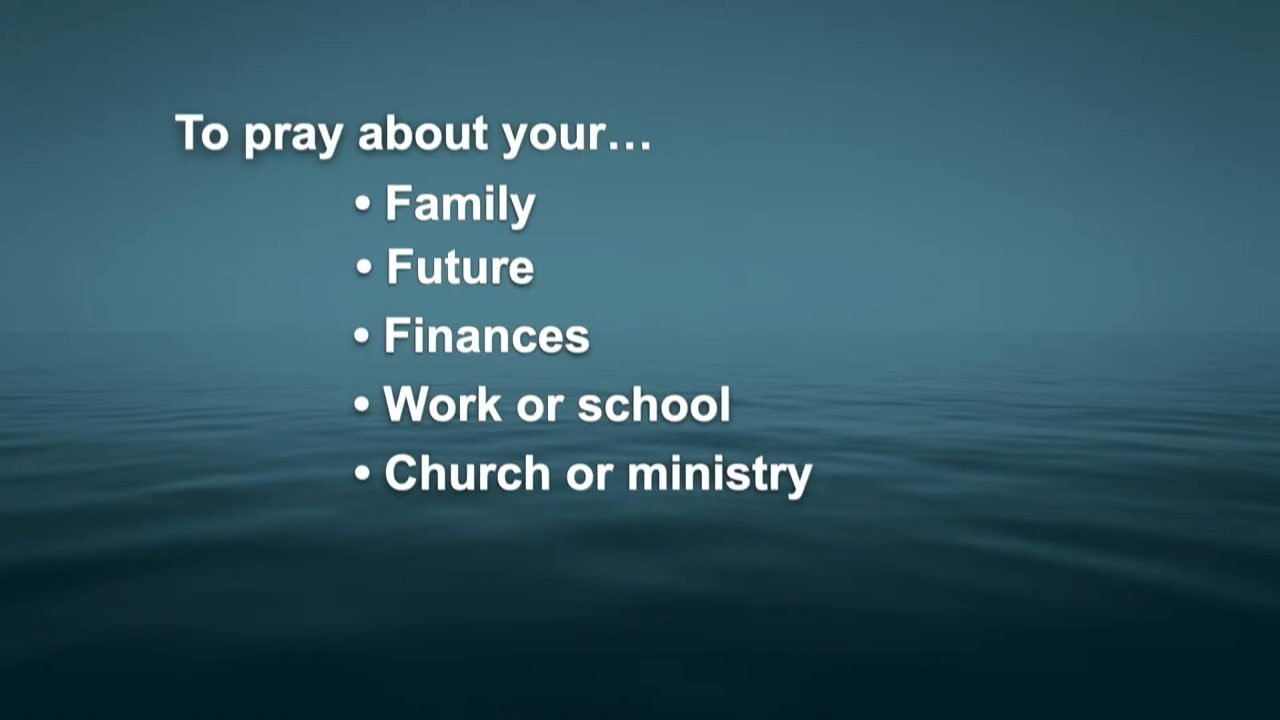 To pray about your…
• Family
• Future
• Finances
• Work or school
• Church or ministry